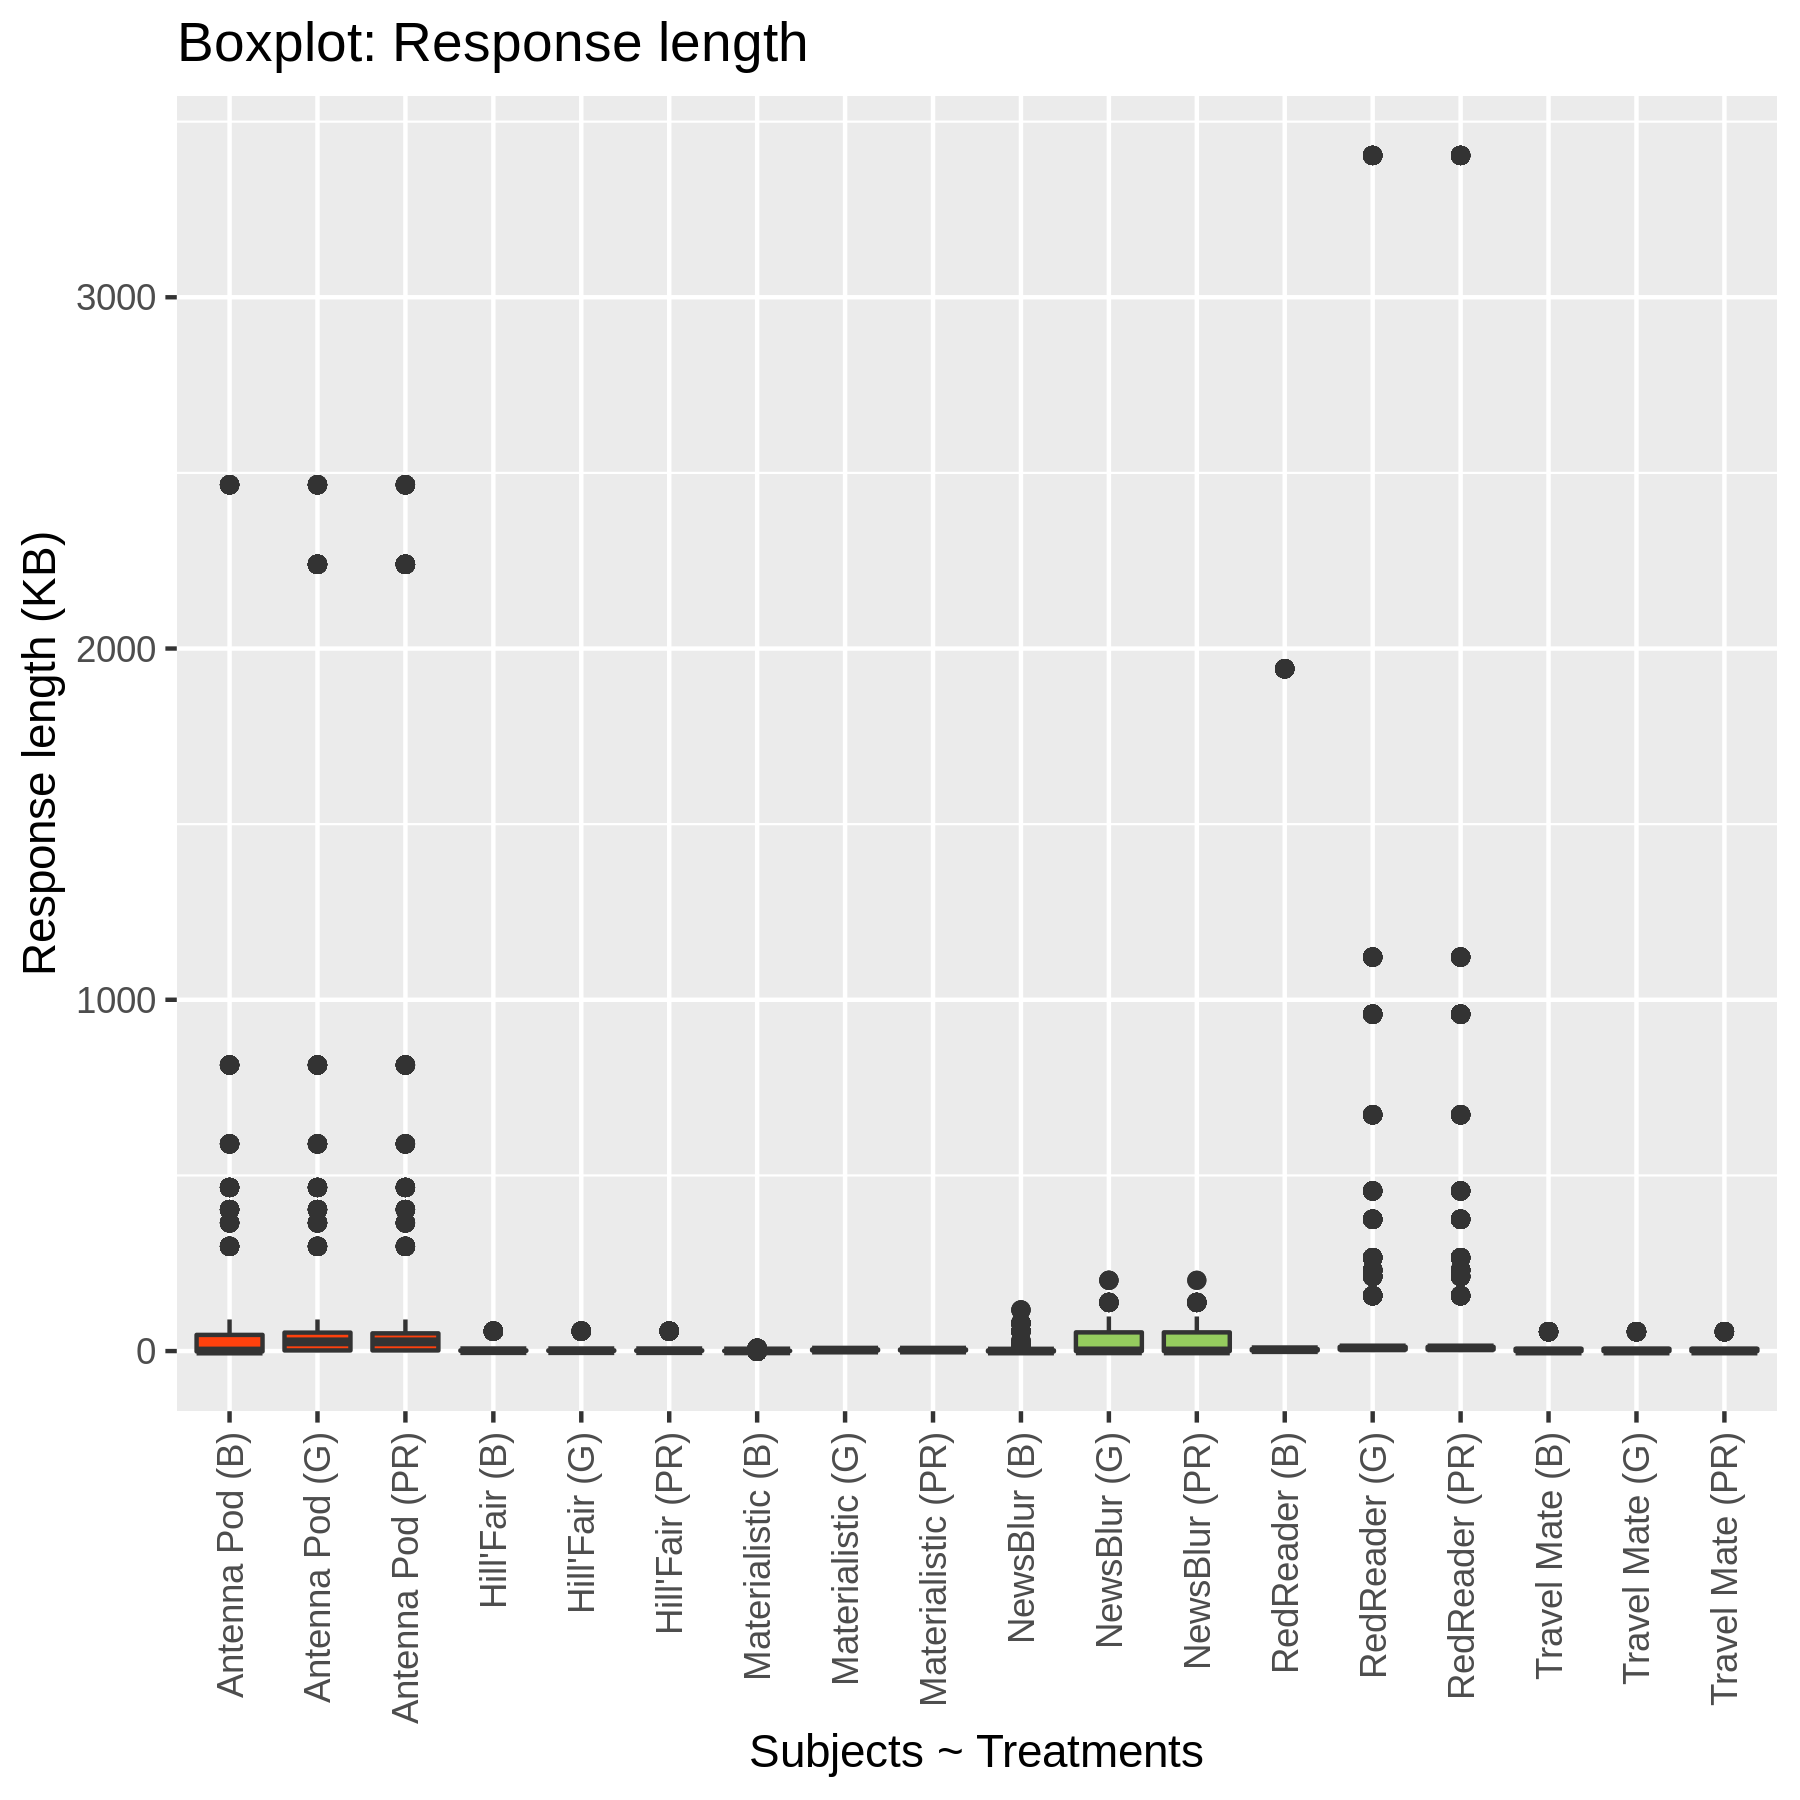 Boxplot: Response length
Response length (KB)
3000
2000
1000
0
Antenna Pod (B)
Antenna Pod (G)
Antenna Pod (PR)
Hill'Fair (B)
Hill'Fair (G)
Hill'Fair (PR)
Materialistic (B)
Materialistic (G)
Materialistic (PR)
NewsBlur (B)
NewsBlur (G)
NewsBlur (PR)
RedReader (B)
RedReader (G)
RedReader (PR)
Travel Mate (B)
Travel Mate (G)
Travel Mate (PR)
Subjects ~ Treatments